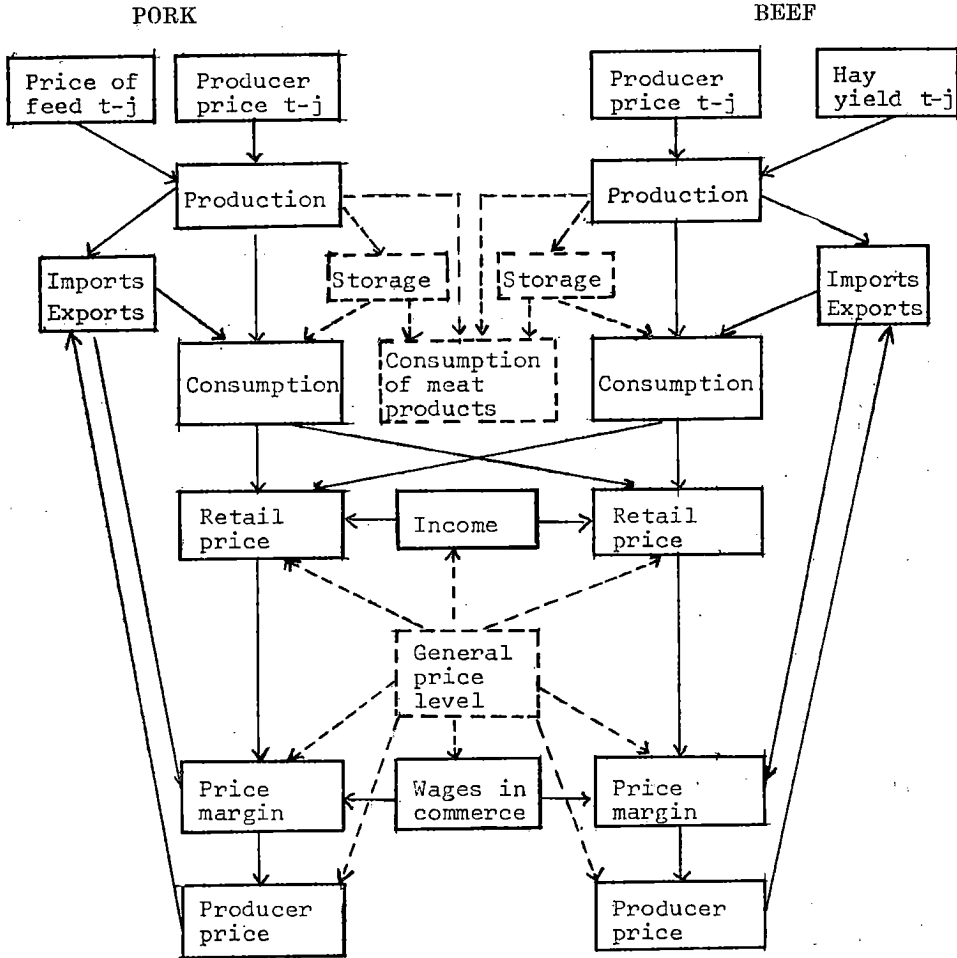 PORK
BEEF
Price of
feed t-j
Producer
price t-j
Producer
price t-j
Hay
yield t-j
Production
Production
Imports
Exports
Storage
Storage
Imports
Exports
Consumption
Consumption
of meat
products
Consumption
Retail
price
Income
Retail
price
General
price
level
Price
margin
Wages in
commerce
Price
margin
Producer
price
Producer
price